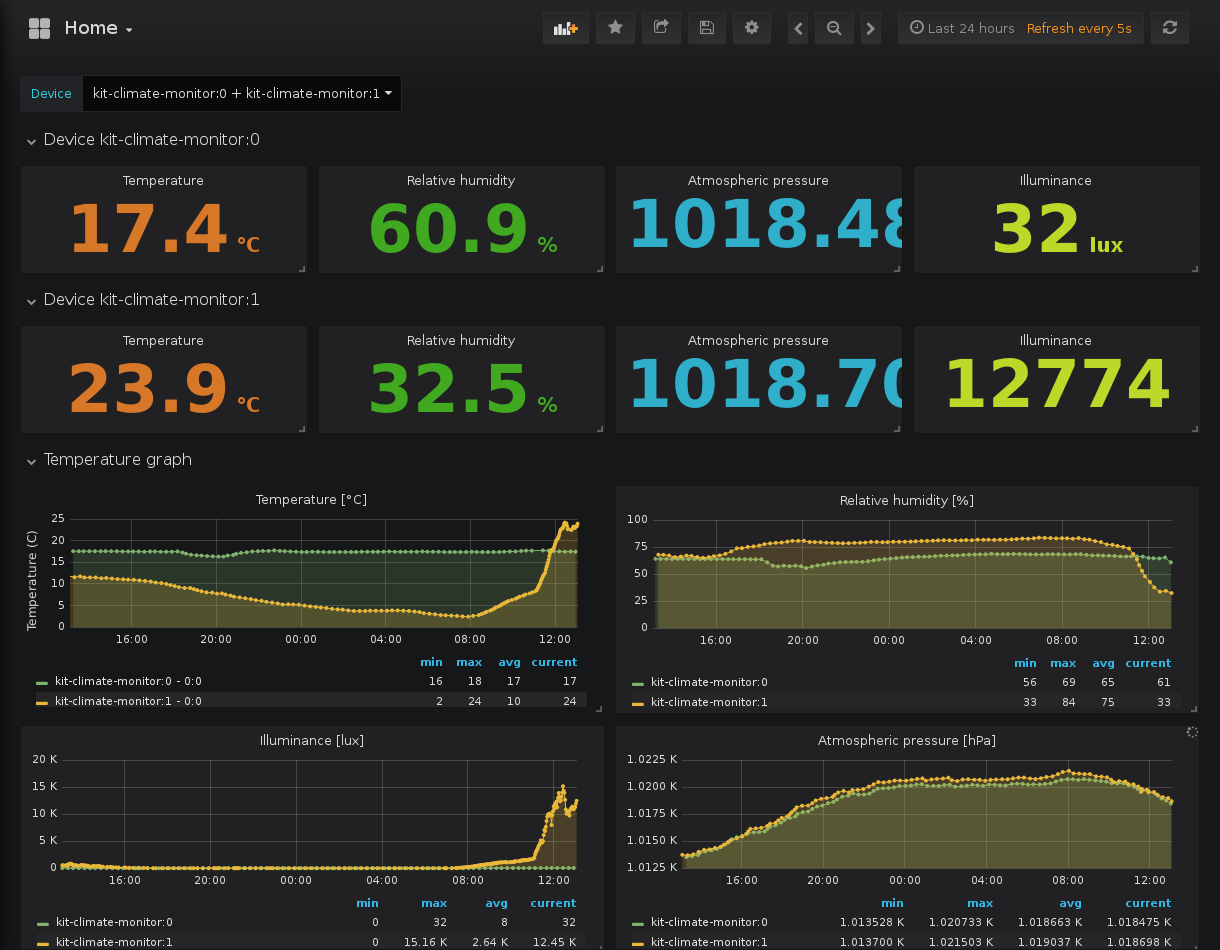 Home
Last 24 hours Refresh every 5s
Device kit-climate-monitor:0 + kit-climate-monitor:1
Device kit-climate-monitor:0
Temperature Relative humidity Atmospheric pressure Illuminance
17.4 °C 60.9 % 1018.48 32 lux
Device kit-climate-monitor:1
Temperature Relative humidity Atmospheric pressure Illuminance
23.9 °C 32.5 % 1018.70 12774
Temperature graph
Temperature [°C]
Temperature (C)
25
20
15
10
5
0
16:00 20:00 00:00 04:00 08:00 12:00
min max avg current
kit-climate-monitor:0 - 0:0 16 18 17 17
kit-climate-monitor:1 - 0:0 2 24 10 24
Relative humidity [%]
100
75
50
25
0
16:00 20:00 00:00 04:00 08:00 12:00
min max avg current
kit-climate-monitor:0 56 69 65 61
kit-climate-monitor:1 33 84 75 33
Illuminance [lux]
20 K
15 K
10 K
5 K
0
16:00 20:00 00:00 04:00 08:00 12:00
min max avg current
kit-climate-monitor:0 0 32 8 32
kit-climate-monitor:1 0 15.16 K 2.64 K 12.45 K
Atmospheric pressure [hPa]
1.0225 K
1.0200 K
1.0175 K
1.0150 K
1.0125 K
16:00 20:00 00:00 04:00 08:00 12:00
min max avg current
kit-climate-monitor:0 1.013528 K 1.020733 K 1.018663 K 1.018475 K
kit-climate-monitor:1 1.013700 K 1.021503 K 1.019037 K 1.018698 K